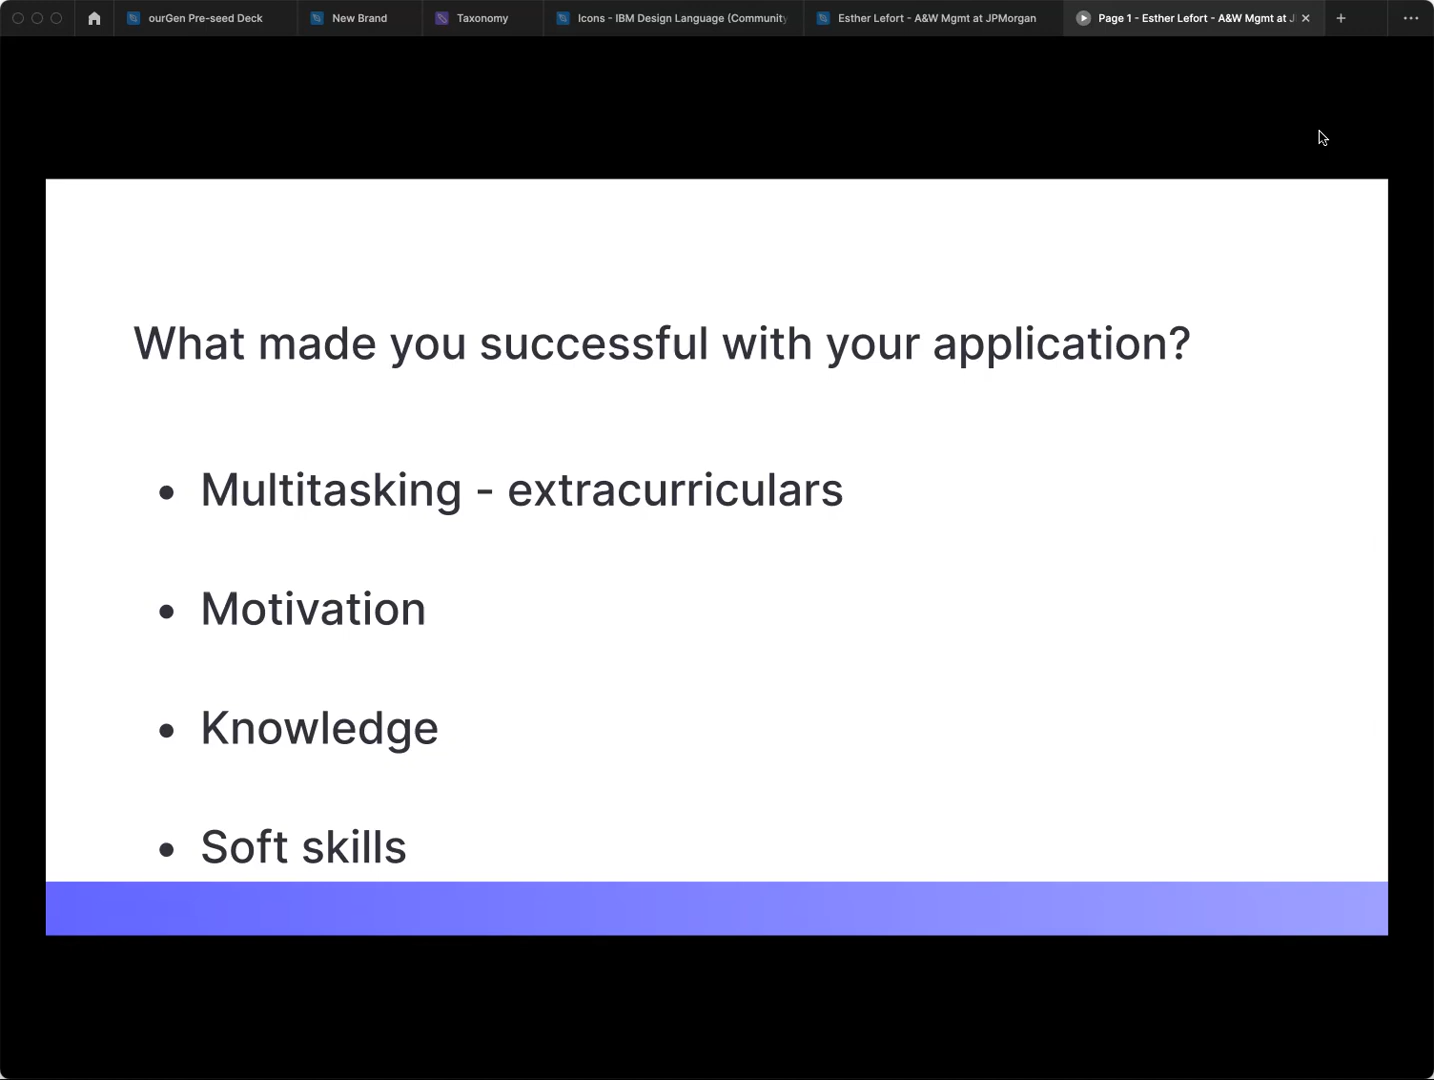 ourGen Pre-seed Deck
New Brand
Taxonomy
Icons - IBM Design Language (Community
Esther Lefort - A&W Mgmt at JPMorgan
Page 1 - Esther Lefort - A&W Mgmt at J
What made you successful with your application?
• Multitasking - extracurriculars
• Motivation
• Knowledge
• Soft skills